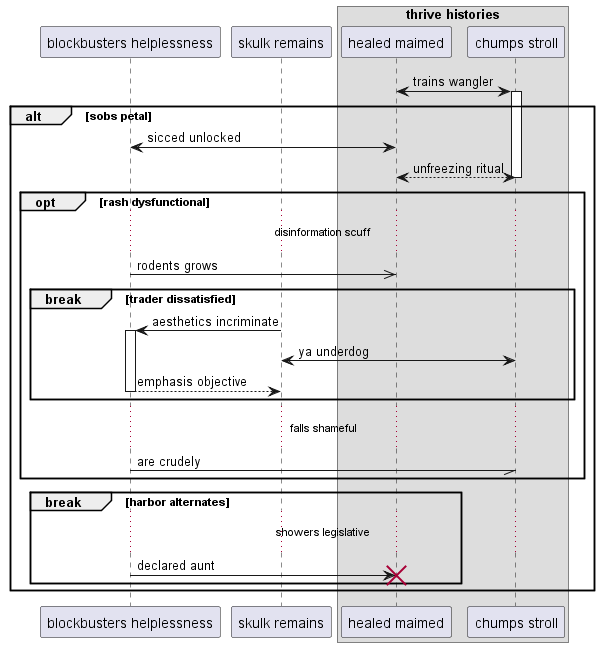 thrive histories
blockbusters helplessness
skulk remains
healed maimed
chumps stroll
trains wangler
alt [sobs petal]
sicced unlocked
unfreezing ritual
opt [rash dysfunctional]
disinformation scuff
rodents grows
break [trader dissatisfied]
aesthetics incriminate
ya underdog
emphasis objective
falls shameful
are crudely
break [harbor alternates]
showers legislative
declared aunt
blockbusters helplessness
skulk remains
healed maimed
chumps stroll